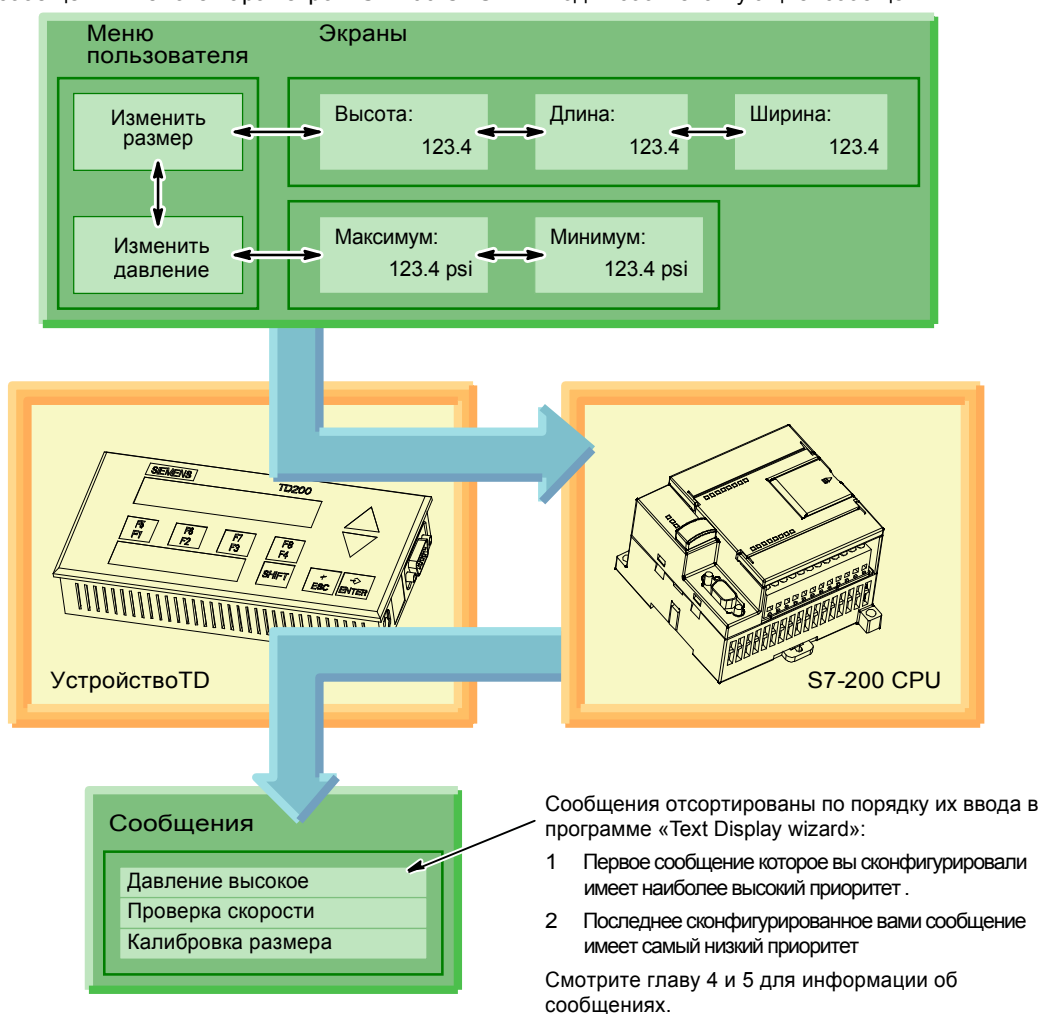 Меню
пользователя
Экраны
Изменить
размер
Высота:
123.4
Длина:
123.4
Ширина:
123.4
Изменить
давление
Максимум:
123.4 psi
Минимум:
123.4 psi
SIEMENS
TD200
F5
F1
F6
F2
F7
F3
F8
F4
SHIFT
ESC
ENTER
УстройствоTD
S7-200 CPU
Сообщения
Давление высокое
Проверка скорости
Калибровка размера
Сообщения отсортированы по порядку их ввода в
программе «Text Display wizard»:
1 Первое сообщение которое вы сконфигурировали
имеет наиболее высокий приоритет .
2 Последнее сконфигурированное вами сообщение
имеет самый низкий приоритет
Смотрите главу 4 и 5 для информации об
сообщениях.